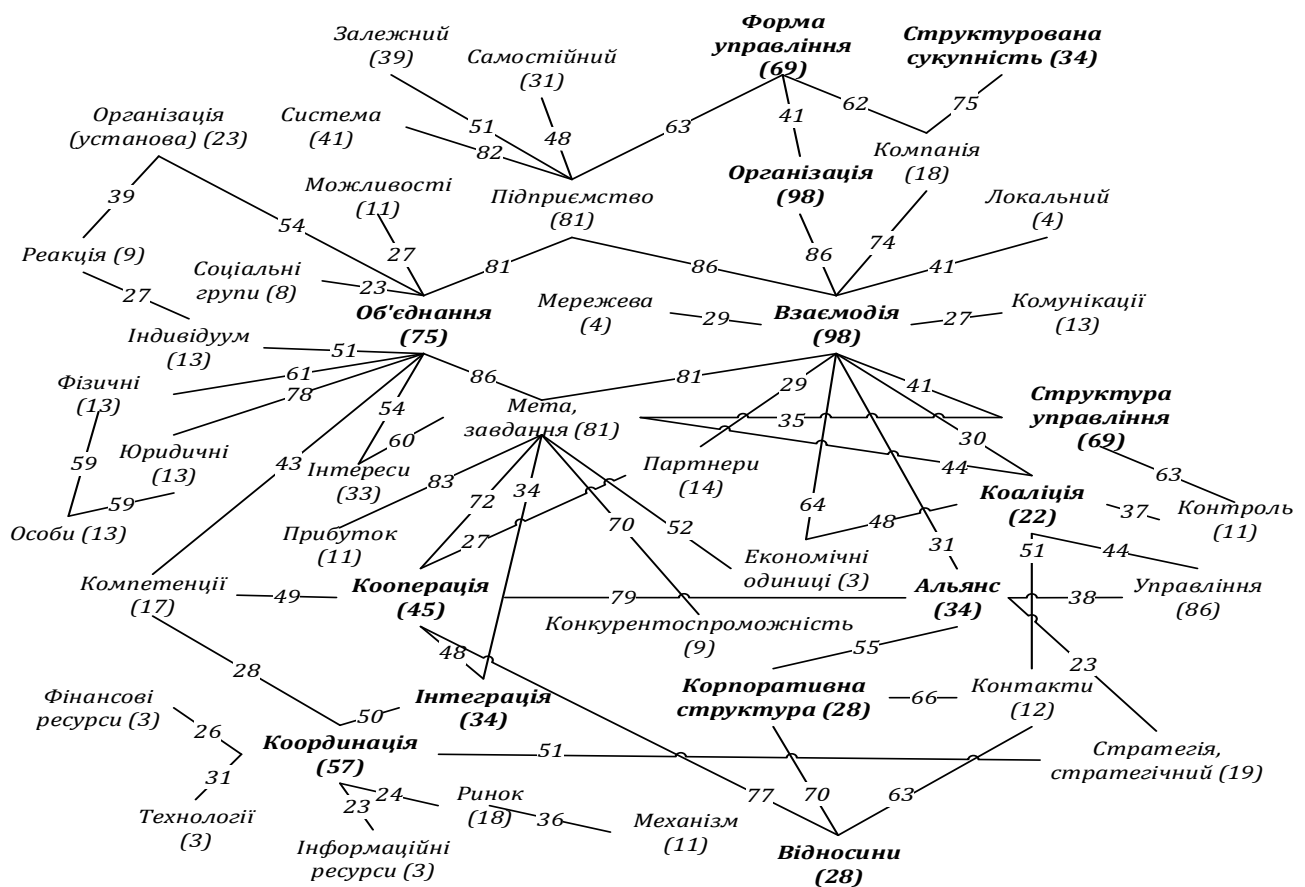 Залежний
(39)
Самостійний
(31)
Форма
управління
(69)
Структурована
сукупність (34)
Організація
(установа) (23)
Система
(41)
51
82
48
63
41
62
75
Компанія
(18)
39
Можливості
(11)
Підприємство
(81)
Організація
(98)
Локальний
(4)
54
Реакція (9)
27
Соціальні
групи (8)
23
81
86
86
74
41
27
Мережева
(4)
29
Об'єднання
(75)
Взаємодія
(98)
27
Комунікації
(13)
Індивідуум
(13)
51
Фізичні
(13)
61
78
86
81
29
41
54
Мета,
завдання (81)
35
Структура
управління
(69)
60
30
43
Юридичні
(13)
Інтереси
(33)
Партнери
(14)
44
63
59
83
72
34
Коаліція
(22)
59
64
48
37
Контроль
(11)
Особи (13)
Прибуток
(11)
70
52
27
31
51
44
Економічні
одиниці (3)
Компетенції
(17)
49
Кооперація
(45)
79
Альянс
(34)
38
Управління
(86)
Конкурентоспроможність
(9)
48
55
28
23
Фінансові
ресурси (3)
Інтеграція
(34)
Корпоративна
структура (28)
66
Контакти
(12)
50
26
Координація
(57)
51
Стратегія,
стратегічний (19)
31
24
23
77
70
63
Технології
(3)
Ринок
(18)
36
Механізм
(11)
Інформаційні
ресурси (3)
Відносини
(28)